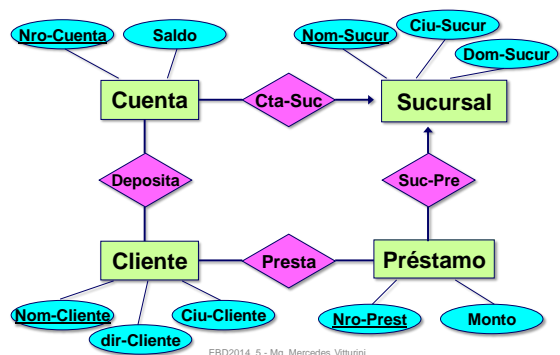 Nro-Cuenta
Saldo
Nom-Sucur
Ciu-Sucur
Dom-Sucur
Cuenta
Cta-Suc
Sucursal
Deposita
Suc-Pre
Cliente
Presta
Préstamo
Nom-Cliente
dir-Cliente
Ciu-Cliente
Nro-Prest
Monto
EBD2014_5 - Mg. Mercedes Vitturini